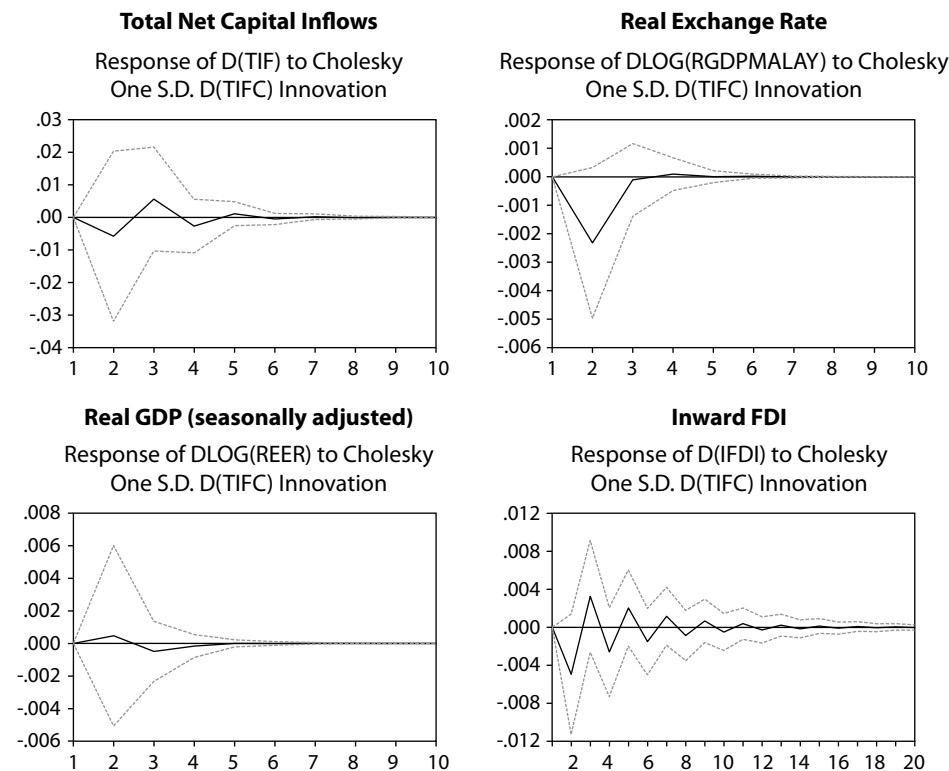 Total Net Capital Inflows
Response of D(TIF) to Cholesky
One S.D. D(TIFC) Innovation
.03
.02
.01
.00
-.01
-.02
-.03
-.04
1 2 3 4 5 6 7 8 9 10
Real Exchange Rate
Response of DLOG(RGDPMALAY) to Cholesky
One S.D. D(TIFC) Innovation
.002
.001
.000
-.001
-.002
-.003
-.004
-.005
-.006
1 2 3 4 5 6 7 8 9 10
Real GDP (seasonally adjusted)
Response of DLOG(REER) to Cholesky
One S.D. D(TIFC) Innovation
.008
.006
.004
.002
.000
-.002
-.004
-.006
1 2 3 4 5 6 7 8 9 10
Inward FDI
Response of D(IFDI) to Cholesky
One S.D. D(TIFC) Innovation
.012
.008
.004
.000
-.004
-.008
-.012
2 4 6 8 10 12 14 16 18 20